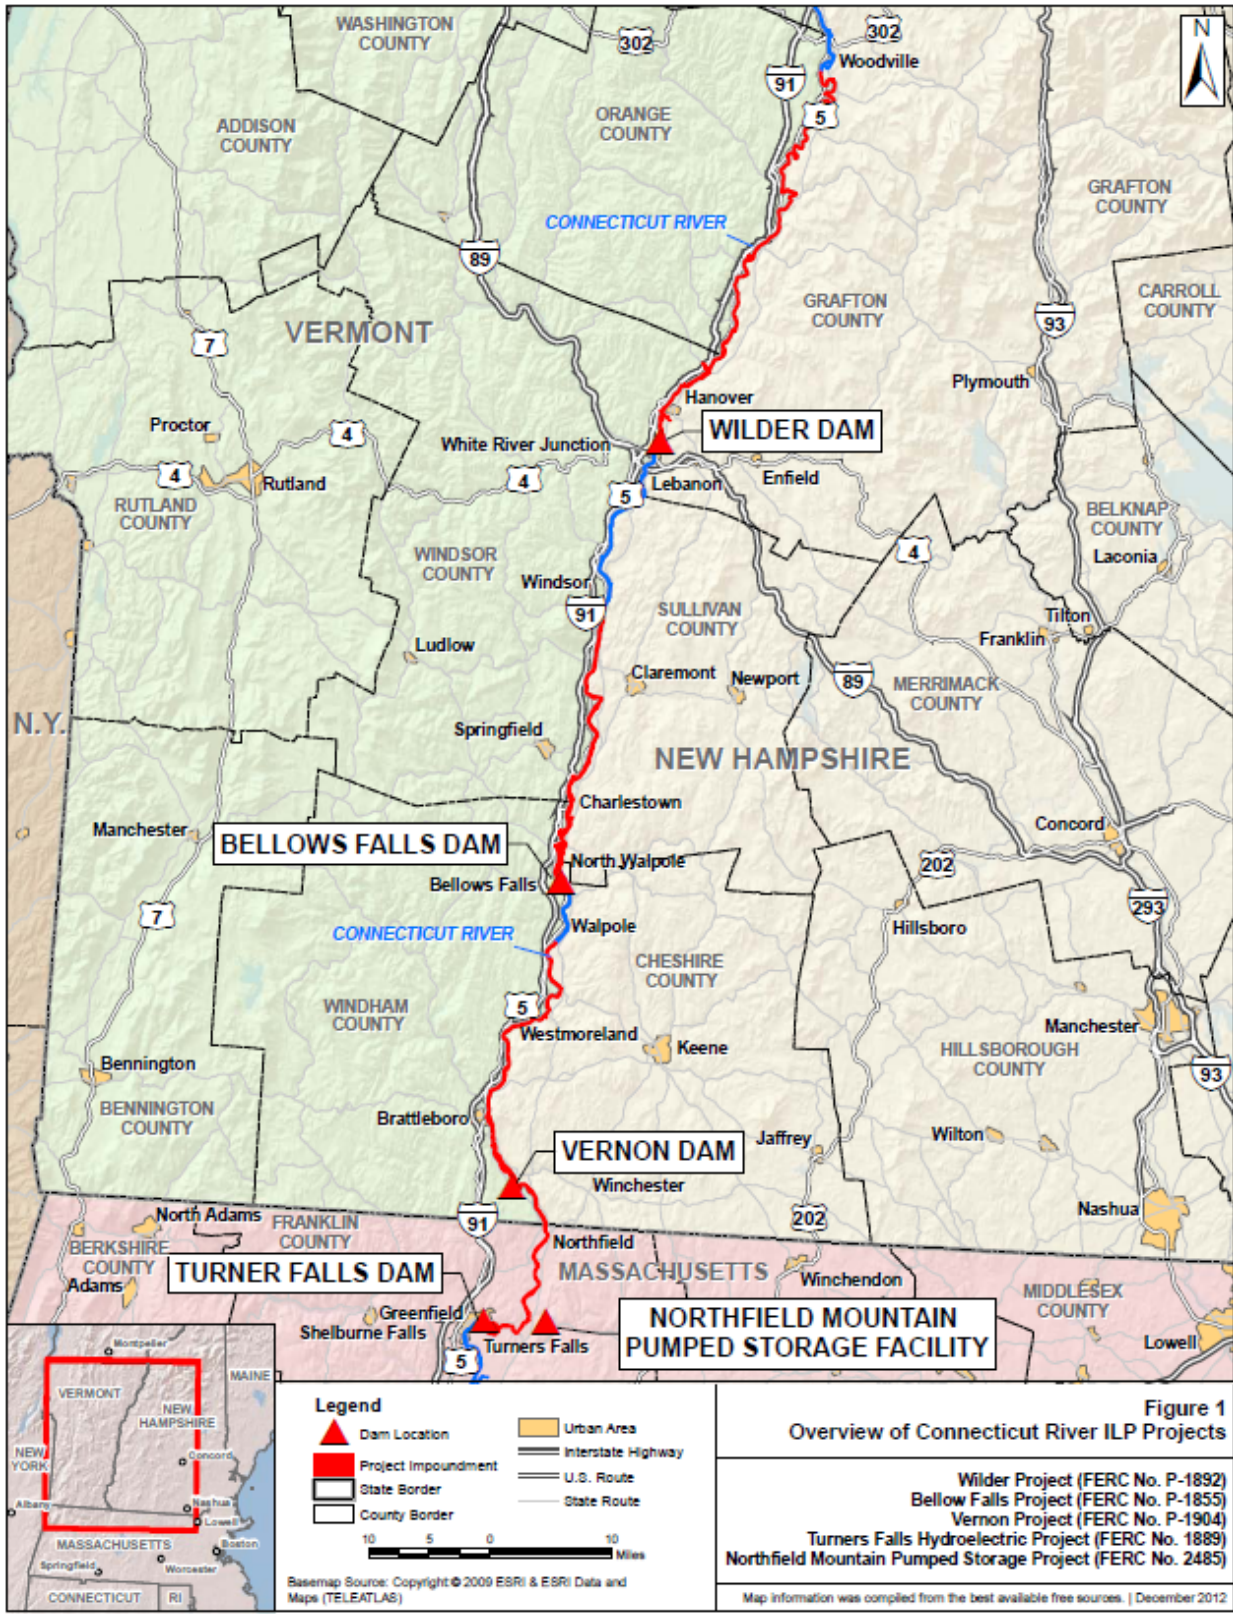 WASHINGTON
COUNTY
302
302
Woodville
N
91
5
ADDISON
COUNTY
ORANGE
COUNTY
GRAFTON
COUNTY
CONNECTICUT RIVER
89
GRAFTON
COUNTY
CARROLL
COUNTY
93
VERMONT
7
Plymouth
Hanover
Proctor
4
White River Junction
WILDER DAM
4
Rutland
4
Lebanon
Enfield
5
RUTLAND
COUNTY
BELKNAP
COUNTY
WINDSOR
COUNTY
4
Laconia
Windsor
91
SULLIVAN
COUNTY
Tilton
Franklin
Ludlow
Claremont
Newport
89
MERRIMACK
COUNTY
N.Y.
Springfield
NEW HAMPSHIRE
Charlestown
Manchester
BELLOWS FALLS DAM
Concord
North Walpole
202
Bellows Falls
7
293
Walpole
Hillsboro
CONNECTICUT RIVER
CHESHIRE
COUNTY
WINDHAM
COUNTY
5
Westmoreland
Manchester
Keene
HILLSBOROUGH
COUNTY
Bennington
93
BENNINGTON
COUNTY
Brattleboro
Jaffrey
Wilton
VERNON DAM
Winchester
North Adams
FRANKLIN
COUNTY
91
202
Nashua
BERKSHIRE
COUNTY
Northfield
TURNER FALLS DAM
MASSACHUSETTS
Winchendon
Adams
MIDDLESEX
COUNTY
Greenfield
Shelburne Falls
NORTHFIELD MOUNTAIN
PUMPED STORAGE FACILITY
Turners Falls
Lowell
5
Montpelier
VERMONT
MAINE
NEW
HAMPSHIRE
NEW
YORK
Concord
Albany
Nashua
Lowell
MASSACHUSETTS
Boston
Springfield
Worcester
CONNECTICUT
RI
Legend
Dam Location
Project Impoundment
State Border
County Border
Urban Area
Interstate Highway
U.S. Route
State Route
10 5 0 10
Miles
Basemap Source: Copyright © 2009 ESRI & ESRI Data and
Maps (TELEATLAS)
Figure 1
Overview of Connecticut River ILP Projects
Wilder Project (FERC No. P-1892)
Bellow Falls Project (FERC No. P-1855)
Vernon Project (FERC No. P-1904)
Turners Falls Hydroelectric Project (FERC No. 1889)
Northfield Mountain Pumped Storage Project (FERC No. 2485)
Map information was compiled from the best available free sources. | December 2012